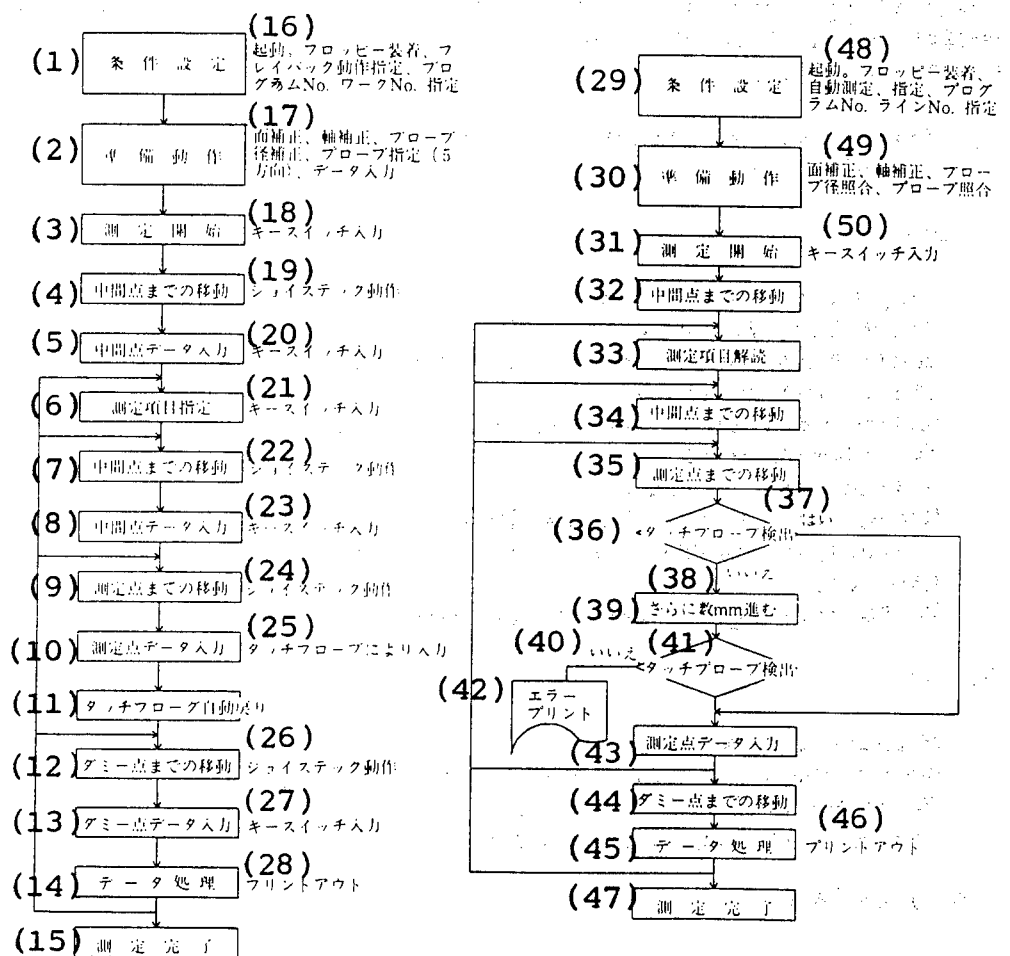 (16)
(1) 条件設定 起動、フロッピー装着、プ
レイバック動作指定、プロ
グラムNo. ワークNo. 指定
(17)
(2) 準備動作 面補正、軸補正、プローブ
径補正、プローブ指定(5
方向)、データ入力
(18)
(3) 測定開始 キースイッチ入力
(19)
(4) 中間点までの移動 ジョイステック動作
(20)
(5) 中間点データ入力 キースイッチ入力
(21)
(6) 測定項目指定 キースイッチ入力
(22)
(7) 中間点までの移動 ジョイステック動作
(23)
(8) 中間点データ入力 キースイッチ入力
(24)
(9) 測定点までの移動 ジョイステック動作
(25)
(10) 測定点データ入力 タッチプローブにより入力
(11) タッチフローグ自動戻り
(26)
(12) ダミー点までの移動 ジョイステック動作
(27)
(13) ダミー点データ入力 キースイッチ入力
(28)
(14) データ処理 プリントアウト
(15) 測定完了
(48)
(29) 条件設定 起動。フロッピー装着、
自動測定、指定、プログ
ラムNo. ラインNo. 指定
(49)
(30) 準備動作 面補正、軸補正、プロー
ブ径照合、プローブ照合
(50)
(31) 測定開始 キースイッチ入力
(32) 中間点までの移動
(33) 測定項目解読
(34) 中間点までの移動
(35) 測定点までの移動
(37) はい
(36) タッチプローブ検出
(38) いいえ
(39) さらに数mm進む
(40) いいえ (41) タッチプローブ検出
(42) エラー
プリント
(43) 測定点データ入力
(44) ダミー点までの移動
(46)
(45) データ処理 プリントアウト
(47) 測定完了